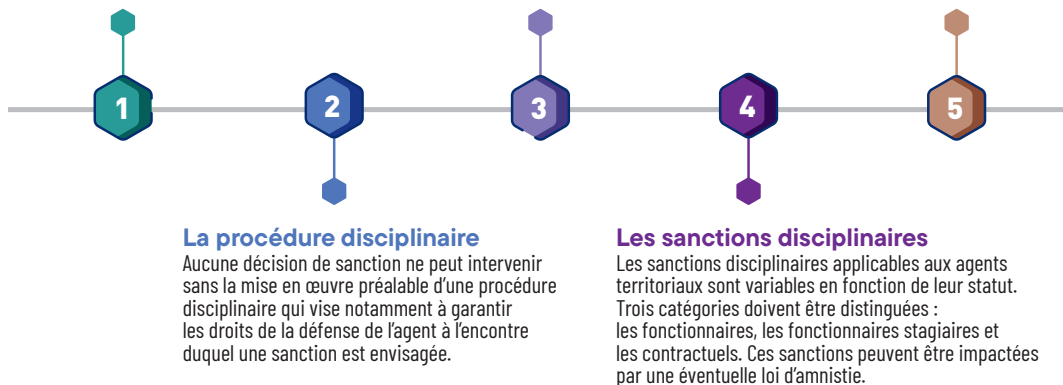 1
2
3
4
5
La procédure disciplinaire
Aucune décision de sanction ne peut intervenir
sans la mise en œuvre préalable d'une procédure
disciplinaire qui vise notamment à garantir
les droits de la défense de l'agent à l'encontre
duquel une sanction est envisagée.
Les sanctions disciplinaires
Les sanctions disciplinaires applicables aux agents
territoriaux sont variables en fonction de leur statut.
Trois catégories doivent être distinguées :
les fonctionnaires, les fonctionnaires stagiaires et
les contractuels. Ces sanctions peuvent être impactées
par une éventuelle loi d'amnistie.